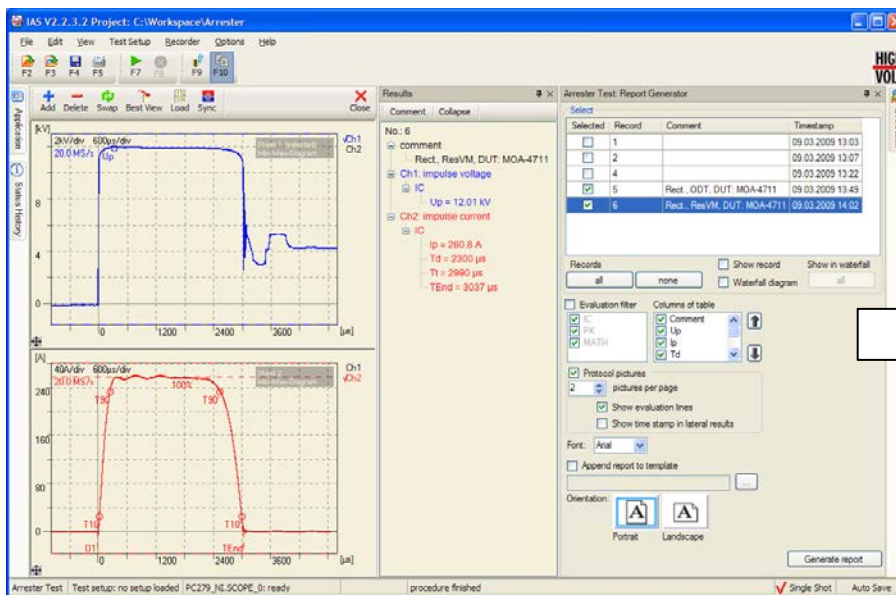 IAS V2.2.3.2 Project: C:\Workspace\Arrester
File Edit View Test Setup Recorder Options Help
F2 F3 F4 F5 F7 F9 F10
HIG
VOL
Application
Status History
Add Delete Swap Best View Load Sync Close
[kV]
2kV/div 600µs/div
20.0 MS/s Up
√Ch1
Ch2
8
4
0
0 1200 2400 3600 [µs]
[A]
40A/div 600µs/div
20.0 MS/s
Ch1
√Ch2
100%
240
T90 T90
160
80
T10 T10
0
O1 TEnd
0 1200 2400 3600 [µs]
Results
Comment Collapse
No.: 6
comment
Rect., ResVM, DUT: MOA-4711
Ch1: impulse voltage
IC
Up = 12.01 kV
Ch2: impulse current
IC
Ip = 260.8 A
Td = 2300 µs
Tt = 2990 µs
TEnd = 3037 µs
Arrester Test: Report Generator
Select
Selected Record Comment Timestamp
1 09.03.2009 13:03
2 09.03.2009 13:07
4 09.03.2009 13:22
5 Rect., ODT, DUT: MOA-4711 09.03.2009 13:49
6 Rect., ResVM, DUT: MOA-4711 09.03.2009 14:02
Records Show record Show in waterfall
all none Waterfall diagram all
Evaluation filter Columns of table
IC Comment
PK Up
MATH Ip
Td
Protocol pictures
2 pictures per page
Show evaluation lines
Show time stamp in lateral results
Font: Arial
Append report to template
...
Orientation:
A A
Portrait Landscape
Generate report
Arrester Test Test setup: no setup loaded PC279_NI.SCOPE_0: ready procedure finished Single Shot Auto Save